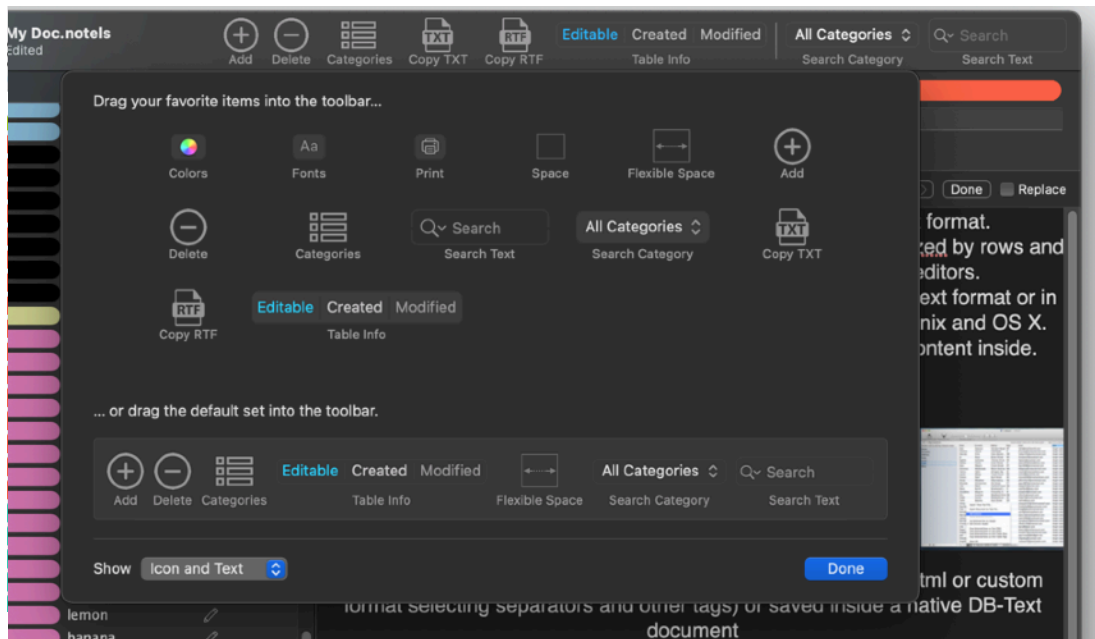 My Doc.notels
Edited
TXT RTF Editable Created Modified All Categories Search
Add Delete Categories Copy TXT Copy RTF Table Info Search Category Search Text
Drag your favorite items into the toolbar...
Aa
Colors Fonts Print Space Flexible Space Add
Search All Categories TXT
Delete Categories Search Text Search Category Copy TXT
RTF Editable Created Modified
Copy RTF Table Info
... or drag the default set into the toolbar.
Editable Created Modified All Categories Search
Add Delete Categories Table Info Flexible Space Search Category Search Text
Show Icon and Text Done
Done Replace
format.
by rows and
ext format or in
nix and OS X.
content inside.
lemon
banana
tml or custom
format selecting separators and other tags) or saved inside a native DB-Text
document